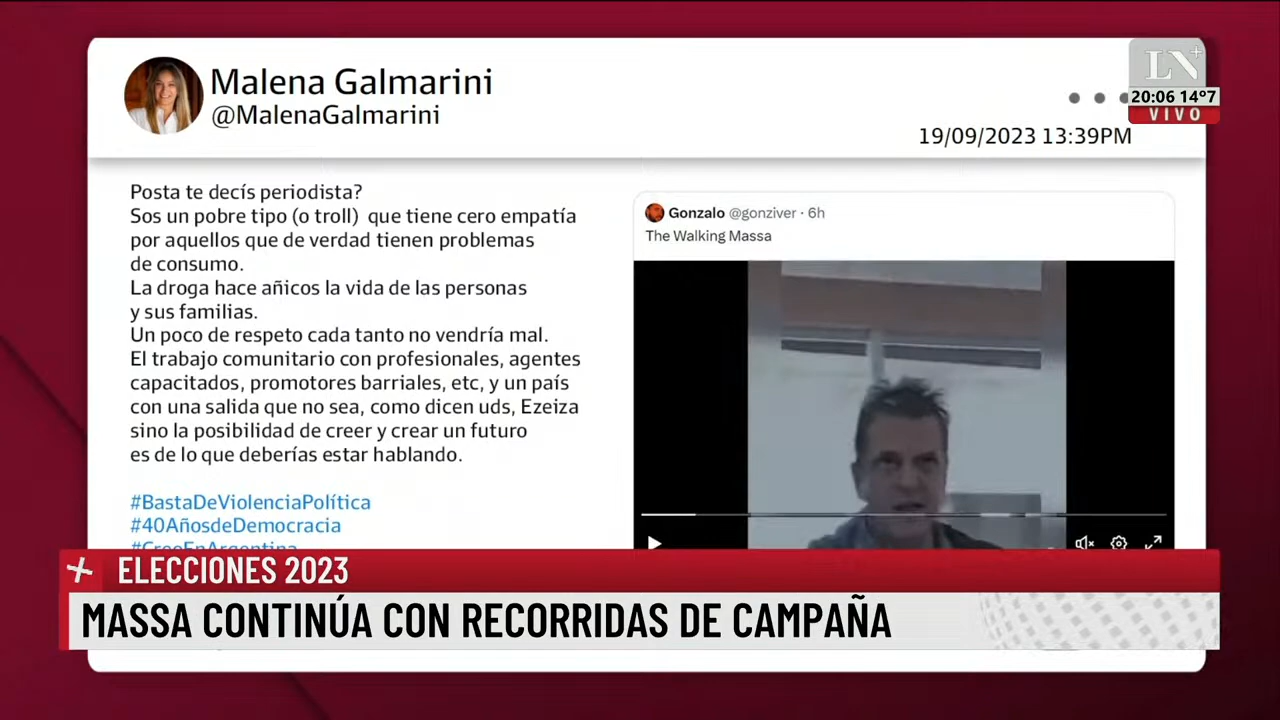 Malena Galmarini
@MalenaGalmarini
LN+
20:06 14º7
VIVO
19/09/2023 13:39PM
Posta te decís periodista?
Sos un pobre tipo (o troll) que tiene cero empatía
por aquellos que de verdad tienen problemas
de consumo.
La droga hace añicos la vida de las personas
y sus familias.
Un poco de respeto cada tanto no vendría mal.
El trabajo comunitario con profesionales, agentes
capacitados, promotores barriales, etc, y un país
con una salida que no sea, como dicen uds, Ezeiza
sino la posibilidad de creer y crear un futuro
es de lo que deberías estar hablando.
#BastaDeViolenciaPolítica
#40AñosdeDemocracia
#CreoEnArgentina
Gonzalo @gonziver · 6h
The Walking Massa
ELECCIONES 2023
MASSA CONTINÚA CON RECORRIDAS DE CAMPAÑA